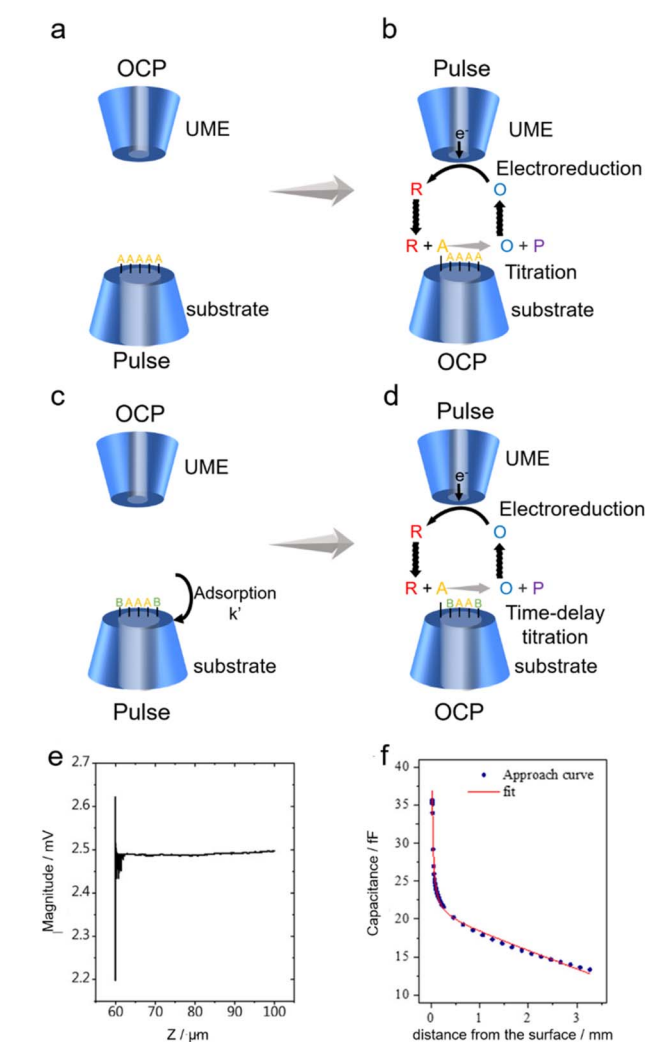 a
OCP
UME
AAAAA
substrate
Pulse
b
Pulse
e-
UME
Electroreduction
R
O
R + A
O + P
AAAA
Titration
substrate
OCP
c
OCP
UME
BAAAB
Adsorption
k'
substrate
Pulse
d
Pulse
e-
UME
Electroreduction
R
O
R + A
O + P
BAAB
Time-delay
titration
substrate
OCP
e
2.7
2.6
2.5
2.4
2.3
2.2
Magnitude / mV
60
70
80
90
100
Z / μm
f
40
35
30
25
20
15
10
Capacitance / fF
Approach curve
fit
0
1
2
3
distance from the surface / mm